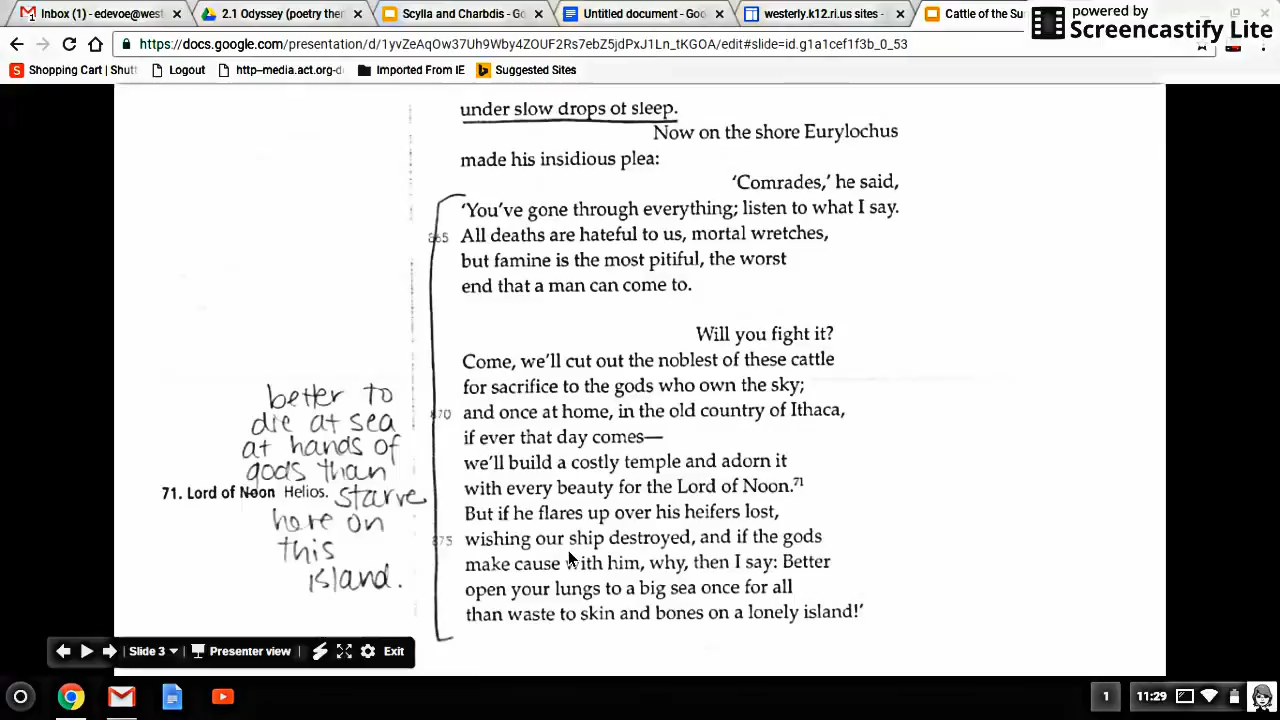 Inbox (1) - edevoe@west
2.1 Odyssey (poetry the
Scylla and Charbdis - Go
Untitled document - Goo
westerly.k12.ri.us sites -
Cattle of the Su
powered by
Screencastify Lite
https://docs.google.com/presentation/d/1yvZeAqOw37Uh9Wby4ZOUF2Rs7ebZ5jdPxJ1Ln_tKGOA/edit#slide=id.g1a1cef1f3b_0_53
Shopping Cart | Shutt
Logout
http--media.act.org-d
Imported From IE
Suggested Sites
under slow drops of sleep.
Now on the shore Eurylochus
made his insidious plea:
'Comrades,' he said,
'You've gone through everything; listen to what I say.
865 All deaths are hateful to us, mortal wretches,
but famine is the most pitiful, the worst
end that a man can come to.
Will you fight it?
Come, we'll cut out the noblest of these cattle
for sacrifice to the gods who own the sky;
870 and once at home, in the old country of Ithaca,
if ever that day comes—
we'll build a costly temple and adorn it
with every beauty for the Lord of Noon.71
But if he flares up over his heifers lost,
875 wishing our ship destroyed, and if the gods
make cause with him, why, then I say: Better
open your lungs to a big sea once for all
than waste to skin and bones on a lonely island!'
better to
die at sea
at hands of
gods than
starve
here on
this
island.
71. Lord of Noon Helios.
Slide 3
Presenter view
Exit
1
11:29